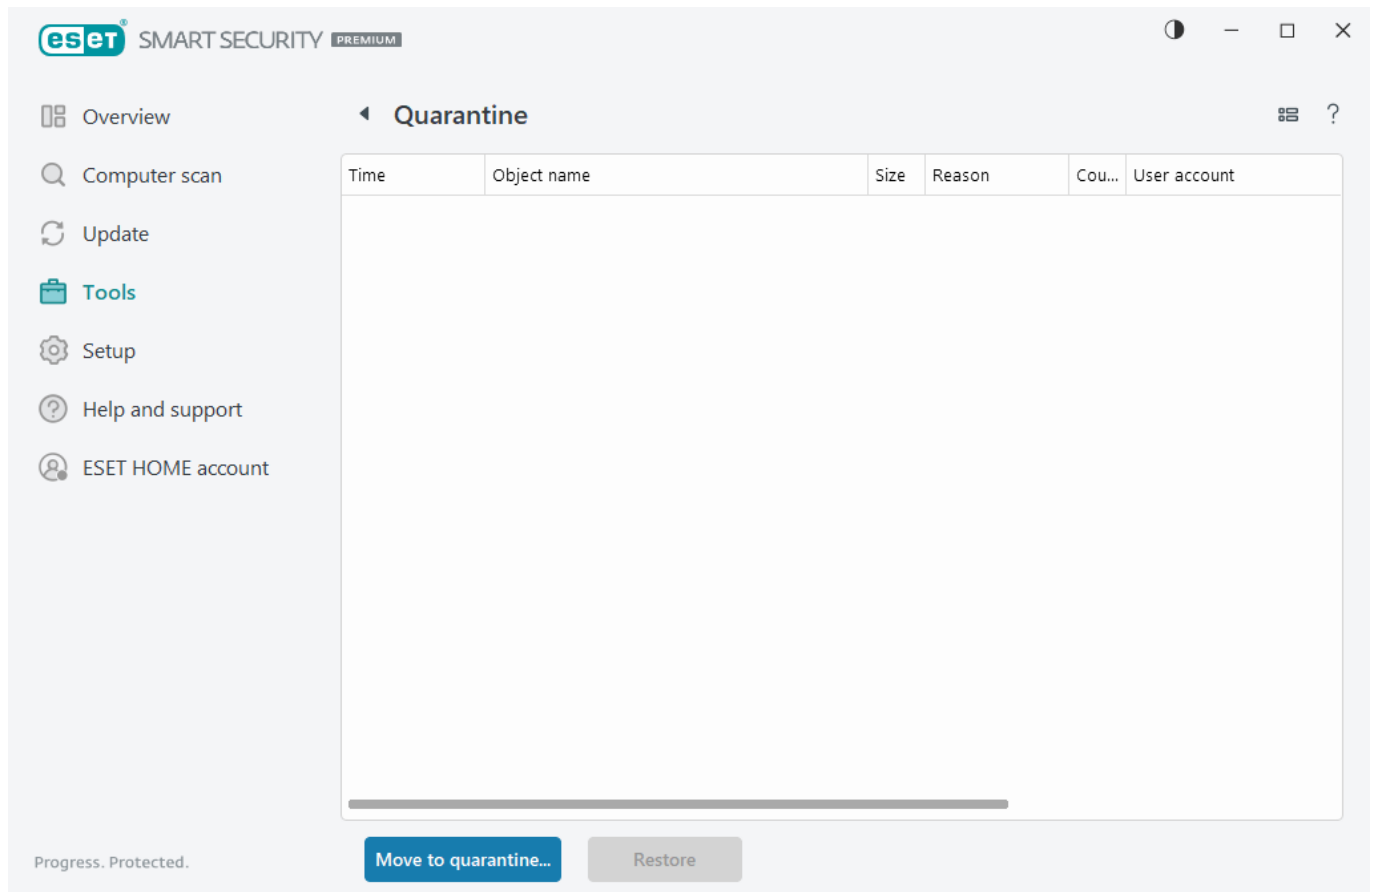 eseT® SMART SECURITY PREMIUM
Overview
Computer scan
Update
Tools
Setup
Help and support
ESET HOME account
Progress. Protected.
Quarantine
?
Time Object name Size Reason Cou... User account
Move to quarantine... Restore